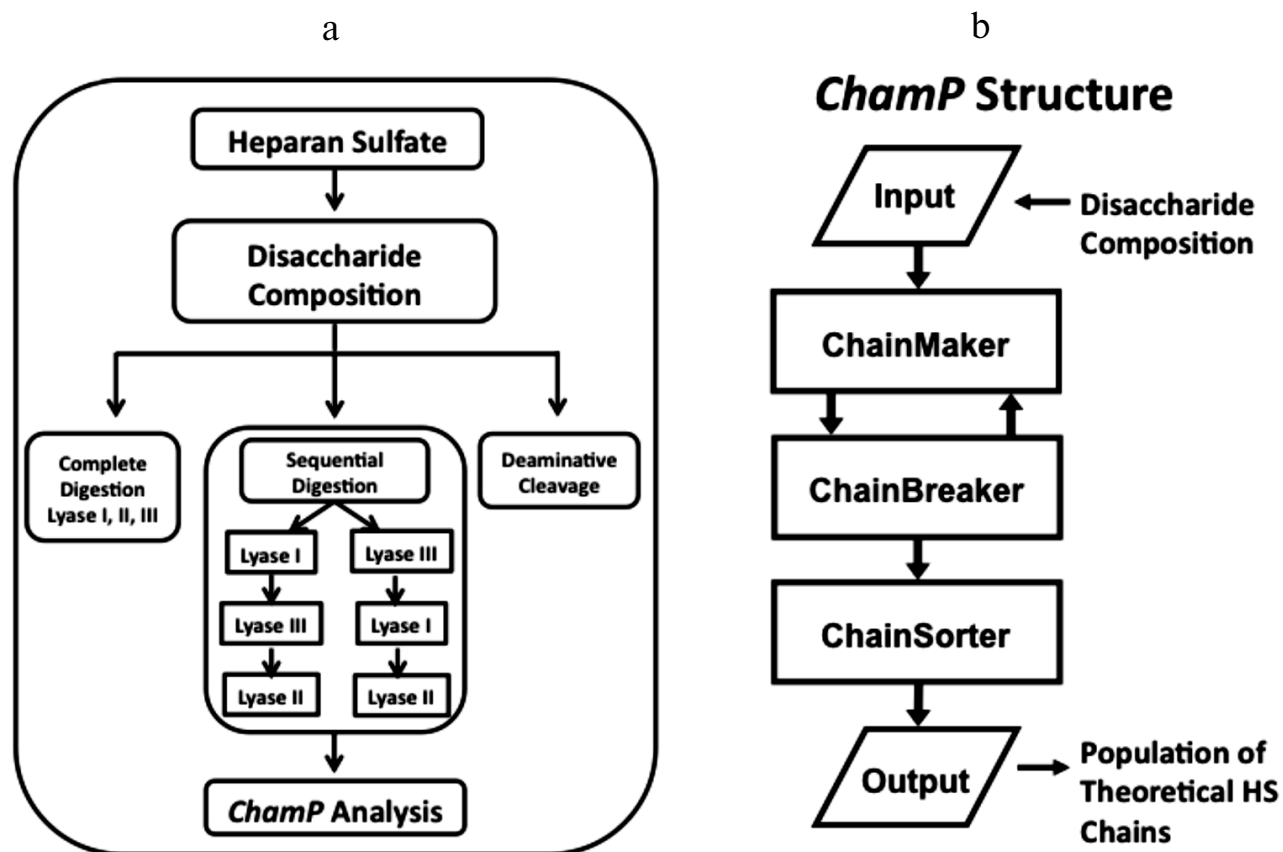 a
Heparan Sulfate
Disaccharide
Composition
Complete
Digestion
Lyase I, II, III
Sequential
Digestion
Lyase I
Lyase III
Lyase III
Lyase I
Lyase II
Lyase II
Deaminative
Cleavage
ChamP Analysis
b
ChamP Structure
Input
Disaccharide
Composition
ChainMaker
ChainBreaker
ChainSorter
Output
Population of
Theoretical HS
Chains